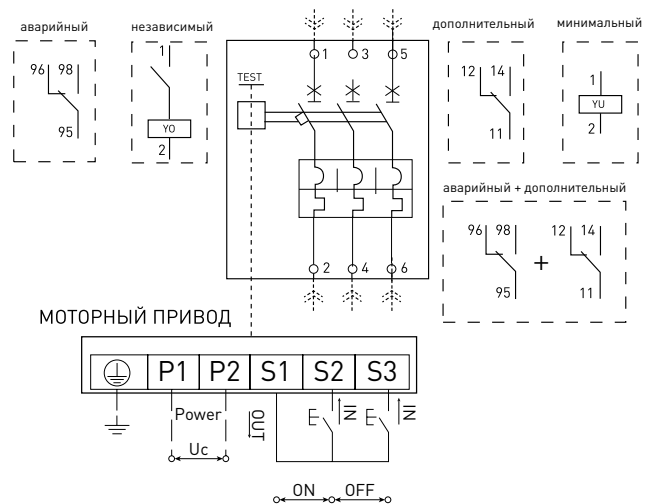 аварийный
96 98
95
независимый
1
YO
2
TEST
1 3 5
2 4 6
дополнительный
12 14
11
минимальный
1
YU
2
аварийный + дополнительный
96 98
95
+
12 14
11
МОТОРНЫЙ ПРИВОД
P1 P2 S1 S2 S3
Power
OUT
IN
IN
Uc
ON OFF